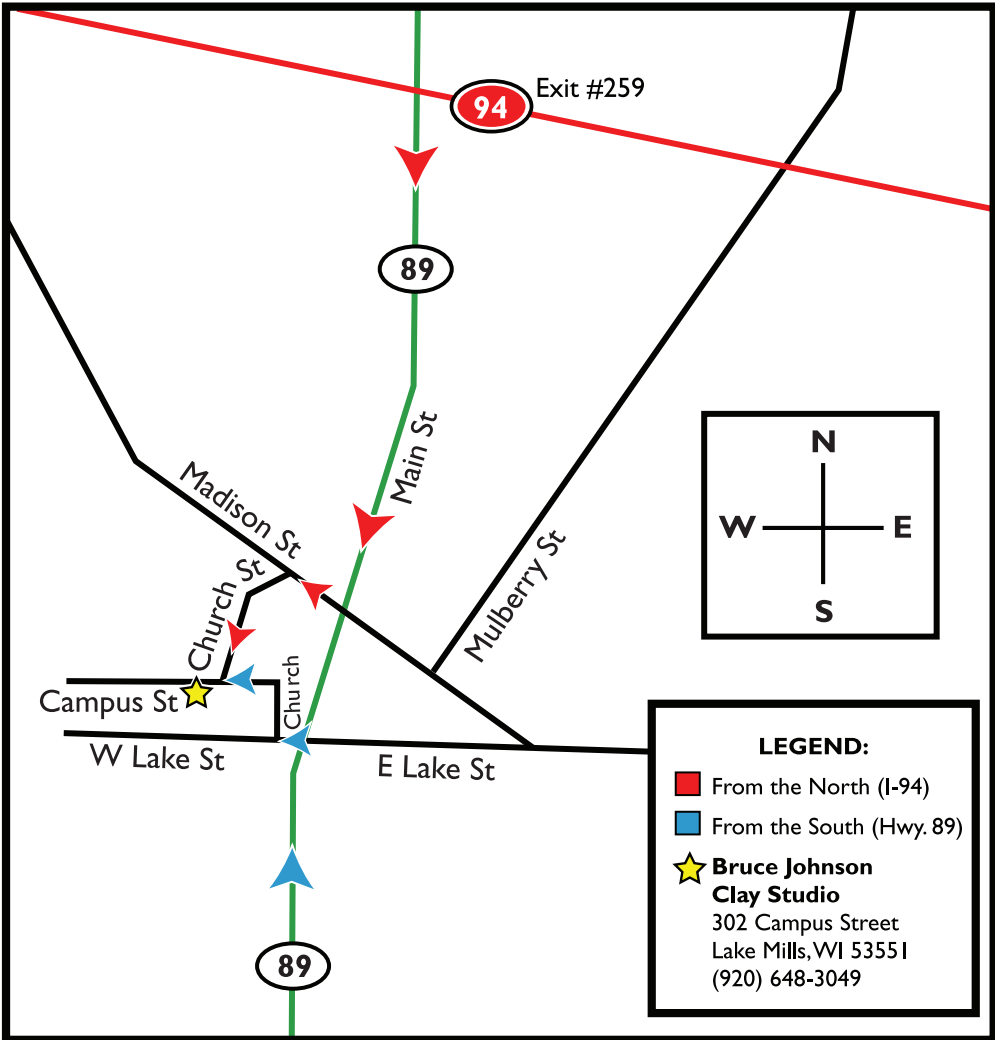 94
Exit #259
89
Main St
Madison St
Mulberry St
Church St
Church
Campus St
W Lake St
E Lake St
89
N
W
E
S
LEGEND:
From the North (I-94)
From the South (Hwy. 89)
Bruce Johnson
Clay Studio
302 Campus Street
Lake Mills, WI 53551
(920) 648-3049